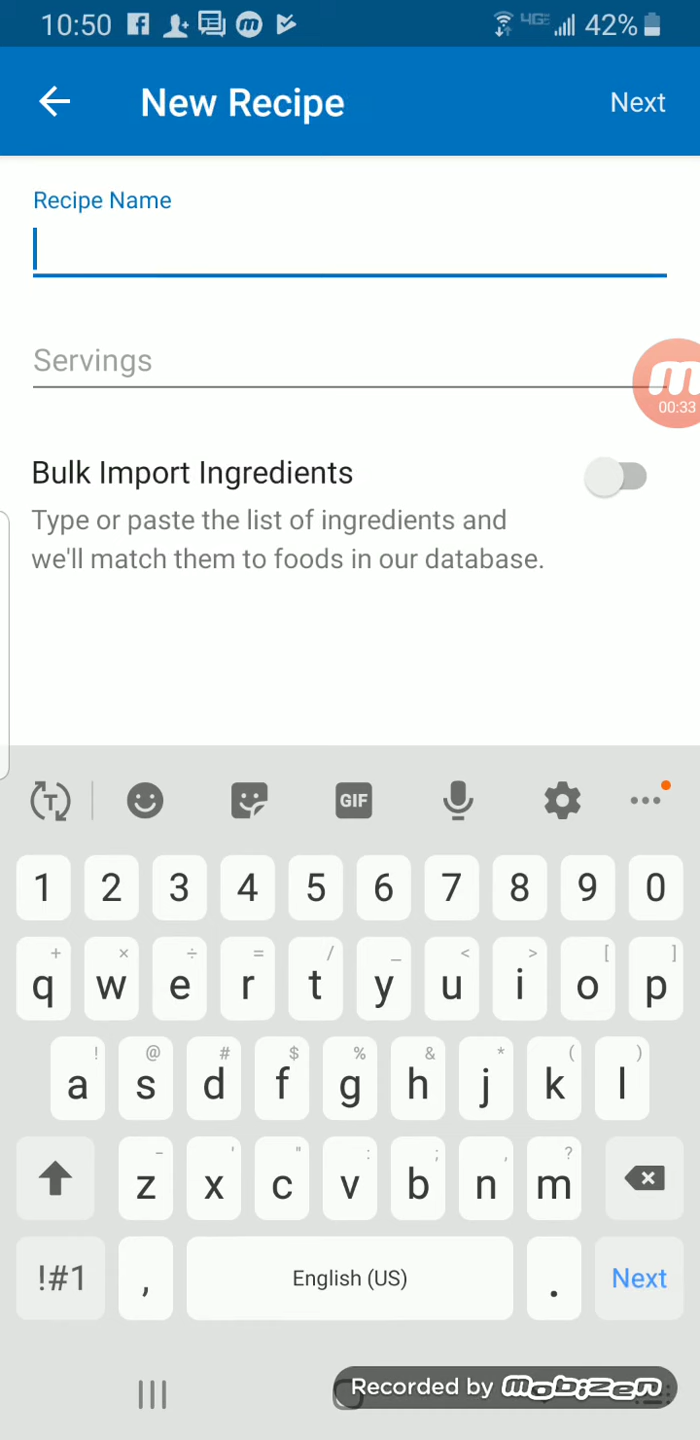 10:50 4GE 42%
New Recipe Next
Recipe Name
Servings
00:33
Bulk Import Ingredients
Type or paste the list of ingredients and
we'll match them to foods in our database.
T GIF
1 2 3 4 5 6 7 8 9 0
+ × ÷ = / _ < > [ ]
q w e r t y u i o p
! @ # $ % & * ( )
a s d f g h j k l
- ' " : ; , ?
z x c v b n m
!#1 , English (US) . Next
Recorded by mobizen